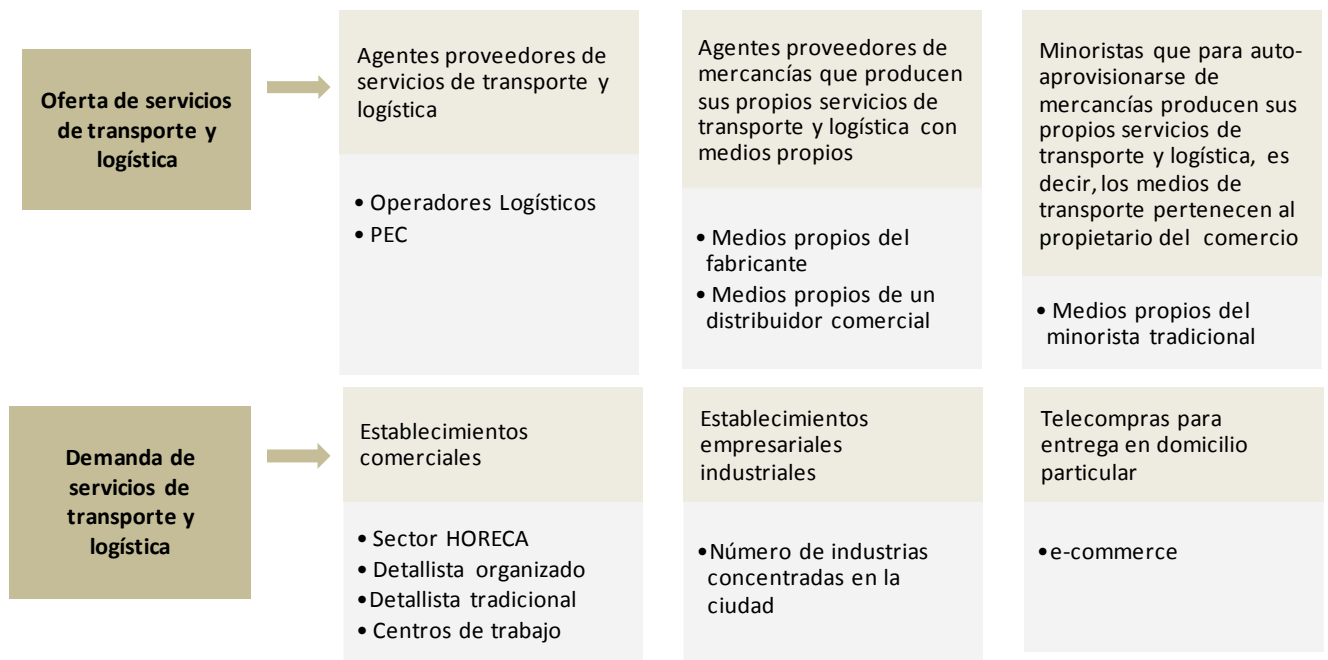 Oferta de servicios
de transporte y
logística
Agentes proveedores de
servicios de transporte y
logística
• Operadores Logísticos
• PEC
Agentes proveedores de
mercancías que producen
sus propios servicios de
transporte y logística con
medios propios
• Medios propios del
fabricante
• Medios propios de un
distribuidor comercial
Minoristas que para auto-
aprovisionarse de
mercancías producen sus
propios servicios de
transporte y logística, es
decir, los medios de
transporte pertenecen al
propietario del comercio
• Medios propios del
minorista tradicional
Demanda de
servicios de
transporte y
logística
Establecimientos
comerciales
• Sector HORECA
• Detallista organizado
•Detallista tradicional
• Centros de trabajo
Establecimientos
empresariales
industriales
•Número de industrias
concentradas en la
ciudad
Telecompras para
entrega en domicilio
particular
•e-commerce